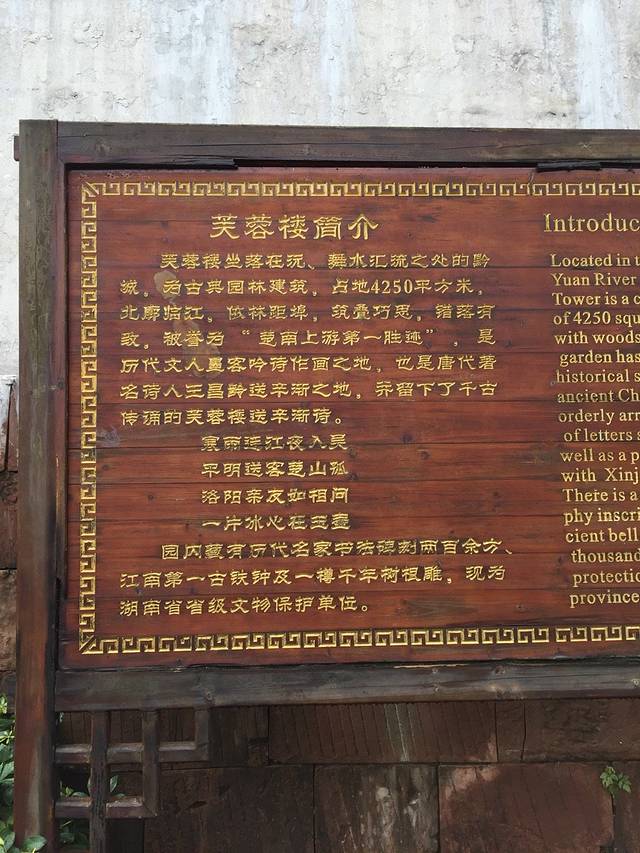 芙蓉楼简介
芙蓉楼坐落在沅、舞水汇流之处的黔
城，为古典园林建筑，占地4250平方米，
北廓临江，依林踞埠，筑叠巧思，错落有
致，被誉为“楚南上游第一胜迹”，是
历代文人墨客吟诗作画之地，也是唐代著
名诗人王昌龄送辛渐之地，并留下了千古
传诵的芙蓉楼送辛渐诗。
寒雨连江夜入吴
平明送客楚山孤
洛阳亲友如相问
一片冰心在玉壶
园内藏有历代名家书法碑刻两百余方、
江南第一古铁钟及一樽千年树根雕，现为
湖南省省级文物保护单位。
Located in
Yuan River
Tower is a
of 4250
with woods
garden has
historical
ancient
orderly
of letters
well as a
with Xinj
There is a
phy
cient bell
thousand
province